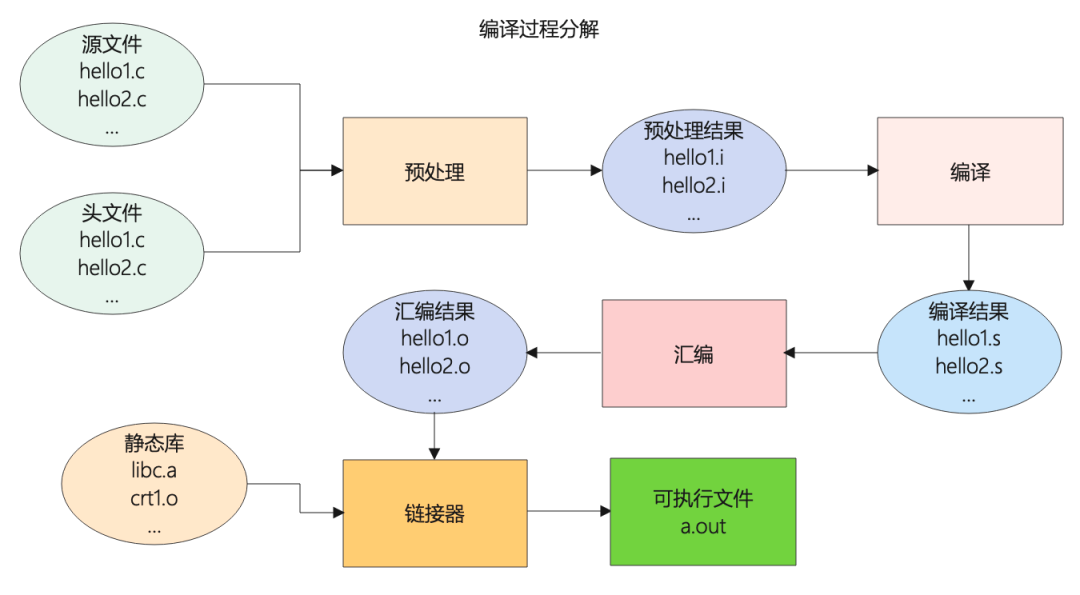 编译过程分解
源文件
hello1.c
hello2.c
...
头文件
hello1.c
hello2.c
...
预处理
预处理结果
hello1.i
hello2.i
...
编译
编译结果
hello1.s
hello2.s
...
汇编
汇编结果
hello1.o
hello2.o
...
静态库
libc.a
crt1.o
...
链接器
可执行文件
a.out